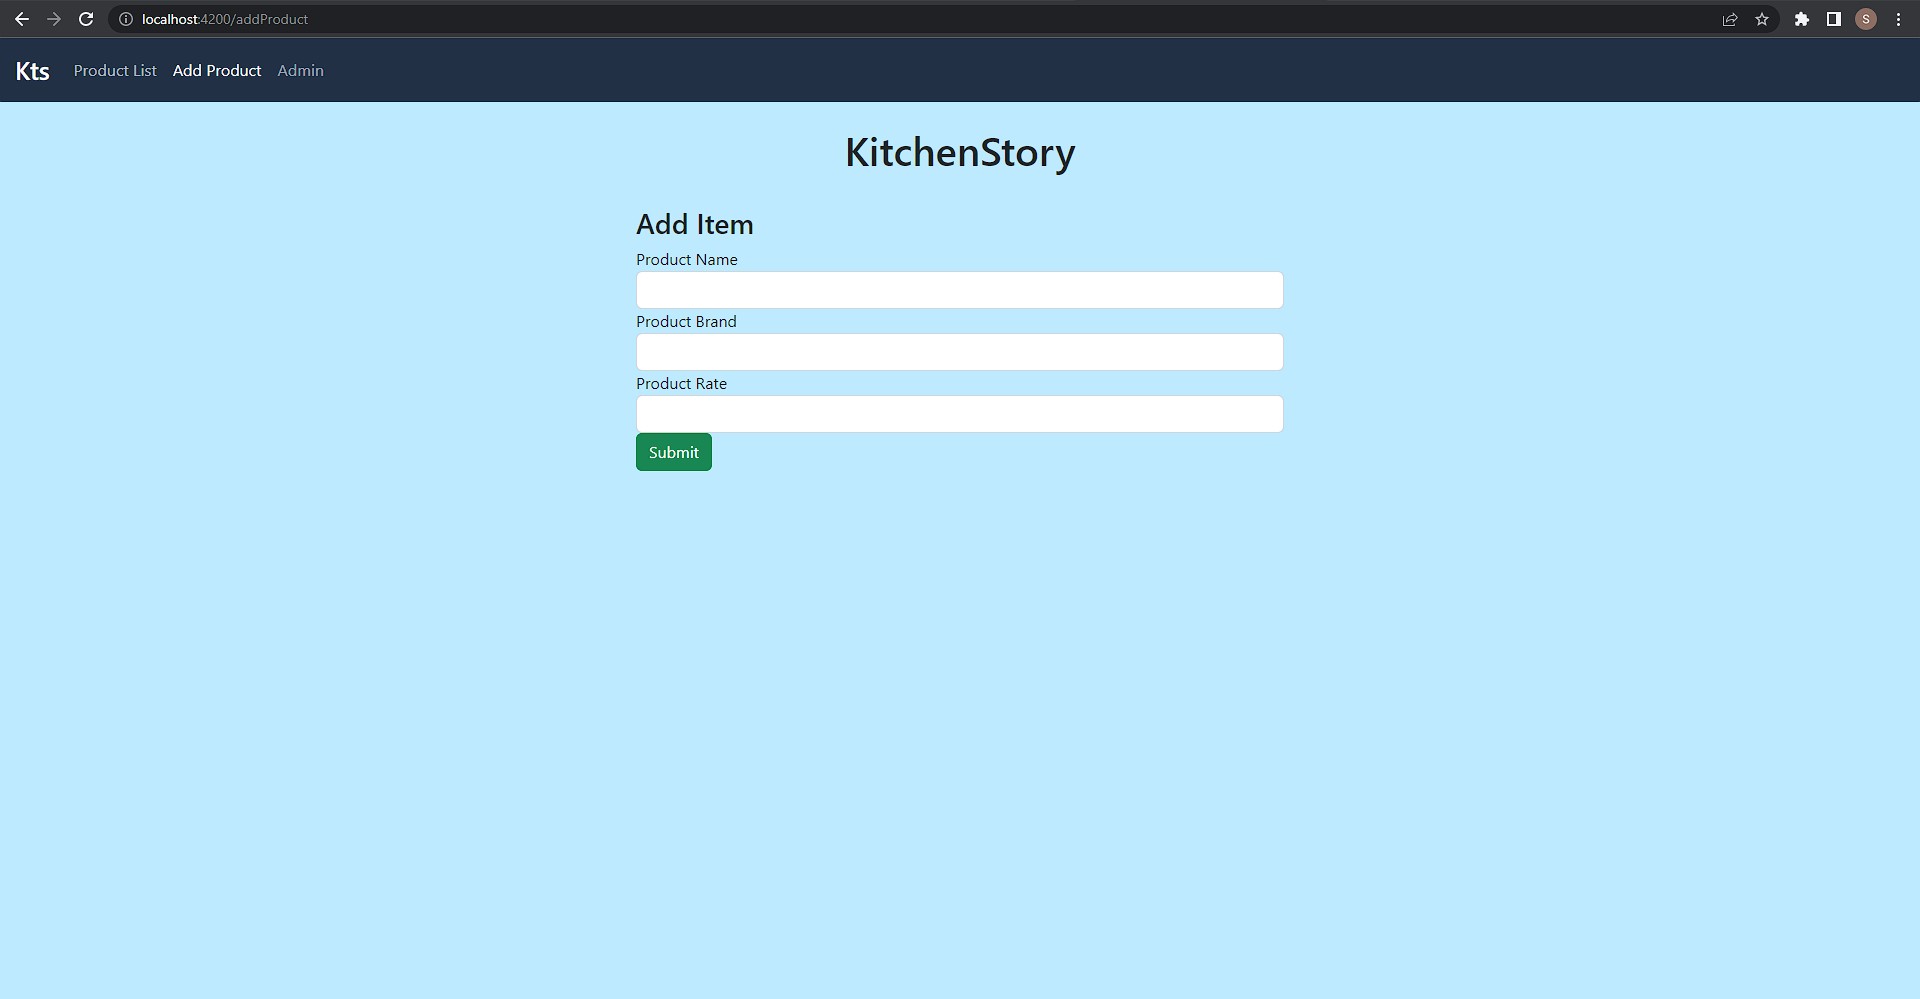 localhost:4200/addProduct
S
Kts Product List Add Product Admin
KitchenStory
Add Item
Product Name
Product Brand
Product Rate
Submit